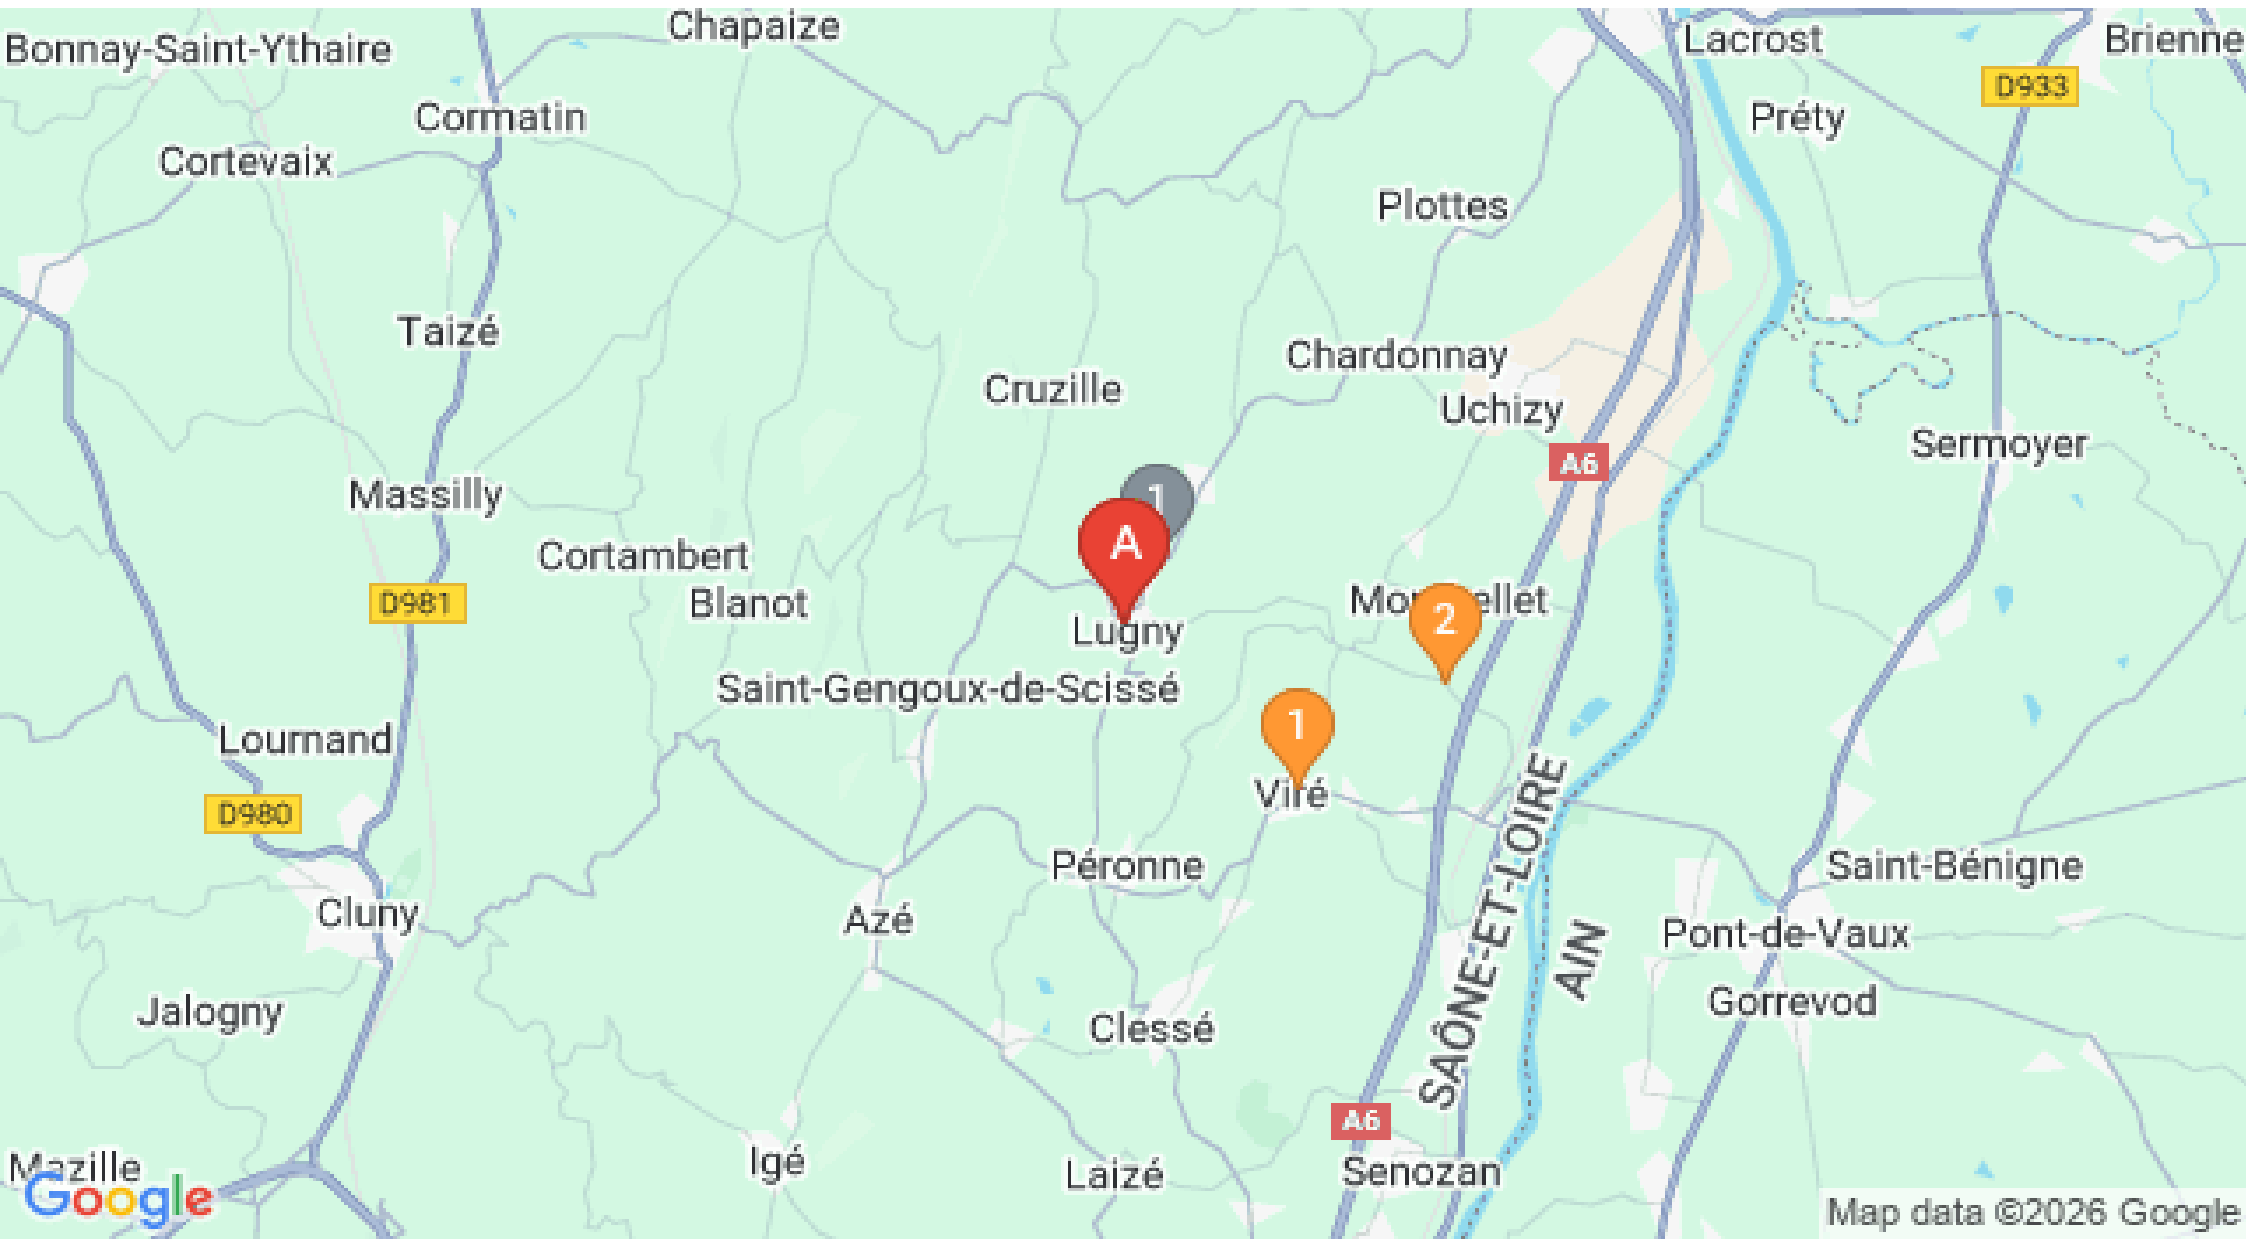 Chapaize
Lacrost
Brienne
Bonnay-Saint-Ythaire
D933
Cormatin
Préty
Cortevaix
Plottes
Taizé
Chardonnay
Cruzille
Uchizy
Sermoyer
A6
Massilly
1
A
Cortambert
Blanot
D981
2
Lugny
Saint-Gengoux-de-Scissé
1
Lournand
Viré
D980
Péronne
Saint-Bénigne
Cluny
Azé
Pont-de-Vaux
SAÔNE-ET-LOIRE
AIN
Gorrevod
Jalogny
Clessé
A6
Igé
Laizé
Senozan
Mazille
Google
Map data ©2026 Google